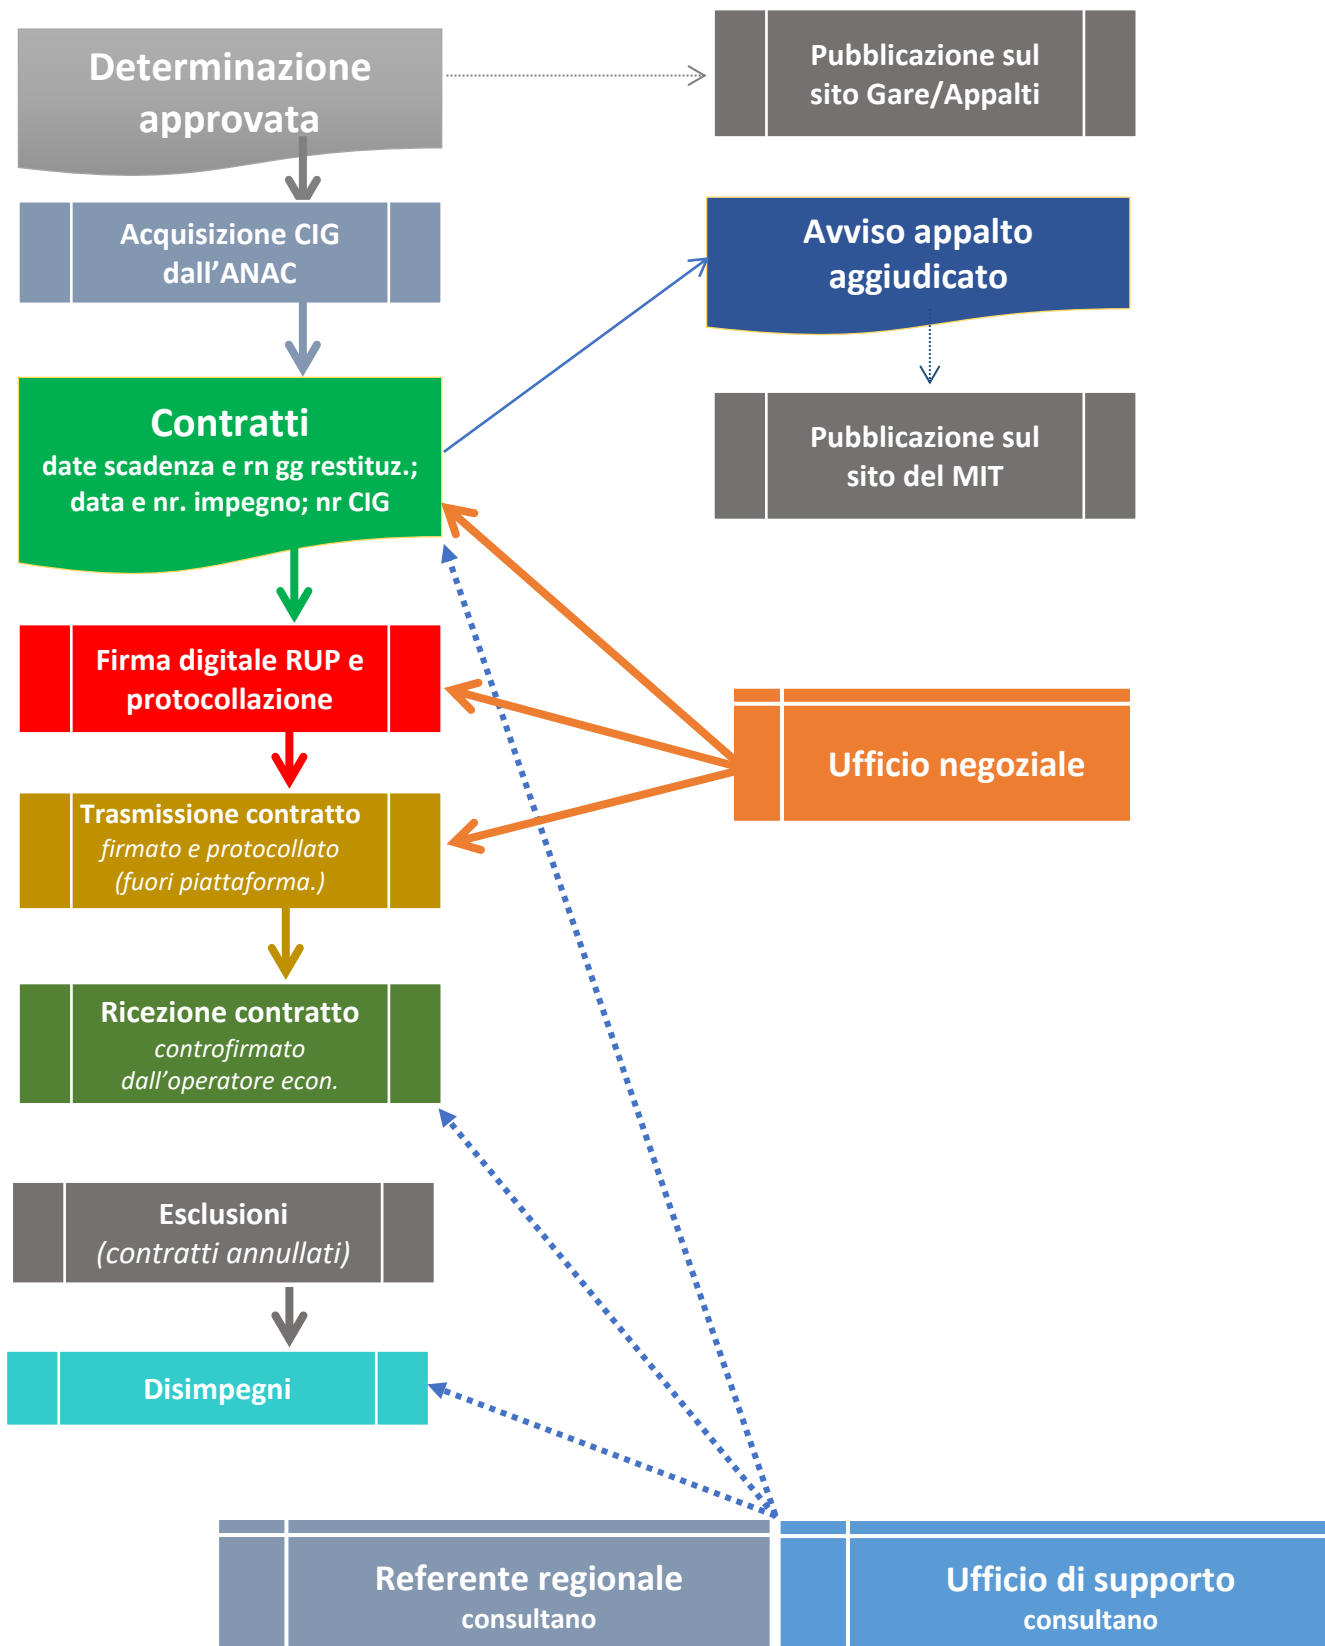 Determinazione
approvata
Pubblicazione sul
sito Gare/Appalti
Acquisizione CIG
dall’ANAC
Avviso appalto
aggiudicato
Contratti
date scadenza e rn gg restituz.;
data e nr. impegno; nr CIG
Pubblicazione sul
sito del MIT
Firma digitale RUP e
protocollazione
Ufficio negoziale
Trasmissione contratto
firmato e protocollato
(fuori piattaforma.)
Ricezione contratto
controfirmato
dall’operatore econ.
Esclusioni
(contratti annullati)
Disimpegni
Referente regionale
consultano
Ufficio di supporto
consultano